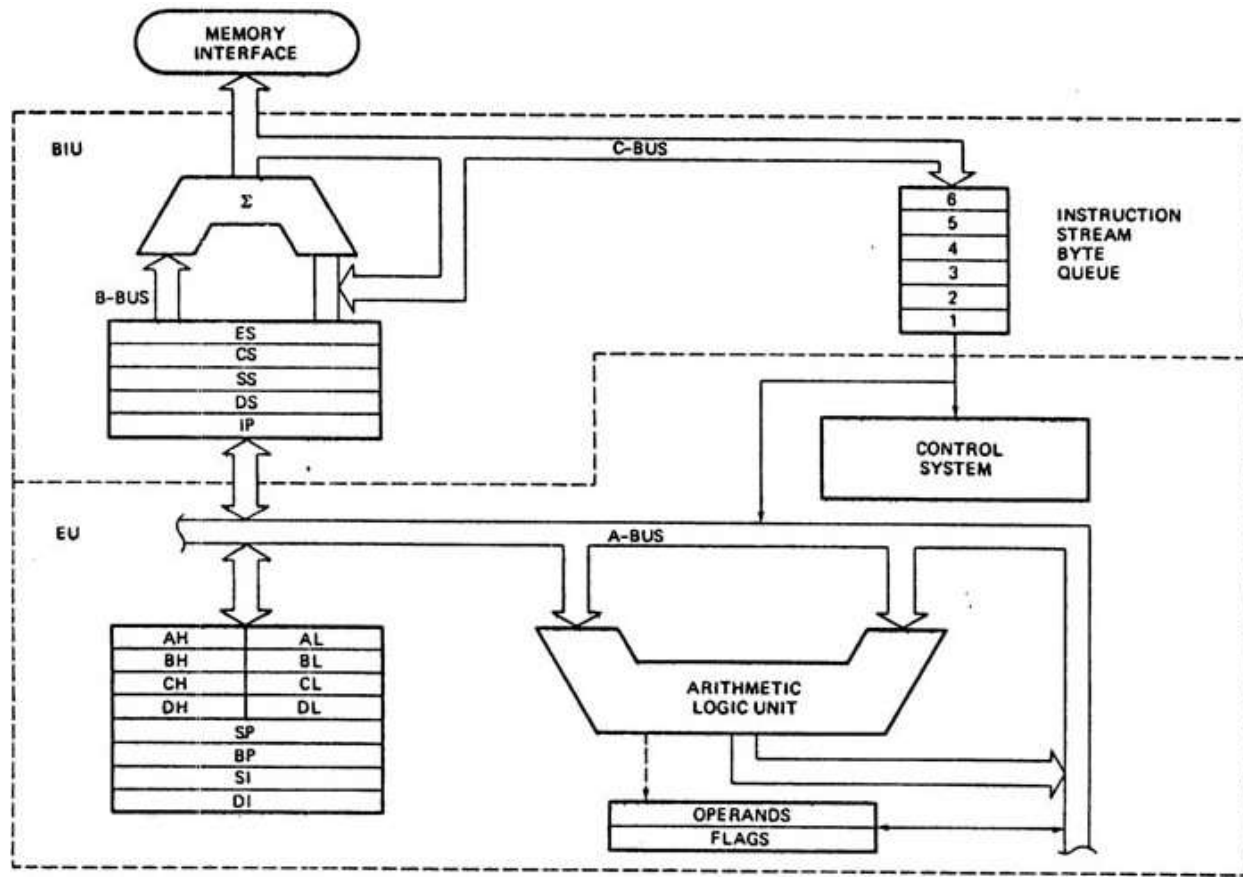 MEMORY
INTERFACE
BIU
C-BUS
Σ
6
5
4
3
2
1
INSTRUCTION
STREAM
BYTE
QUEUE
B-BUS
ES
CS
SS
DS
IP
CONTROL
SYSTEM
EU
A-BUS
AH AL
BH BL
CH CL
DH DL
SP
BP
SI
DI
ARITHMETIC
LOGIC UNIT
OPERANDS
FLAGS